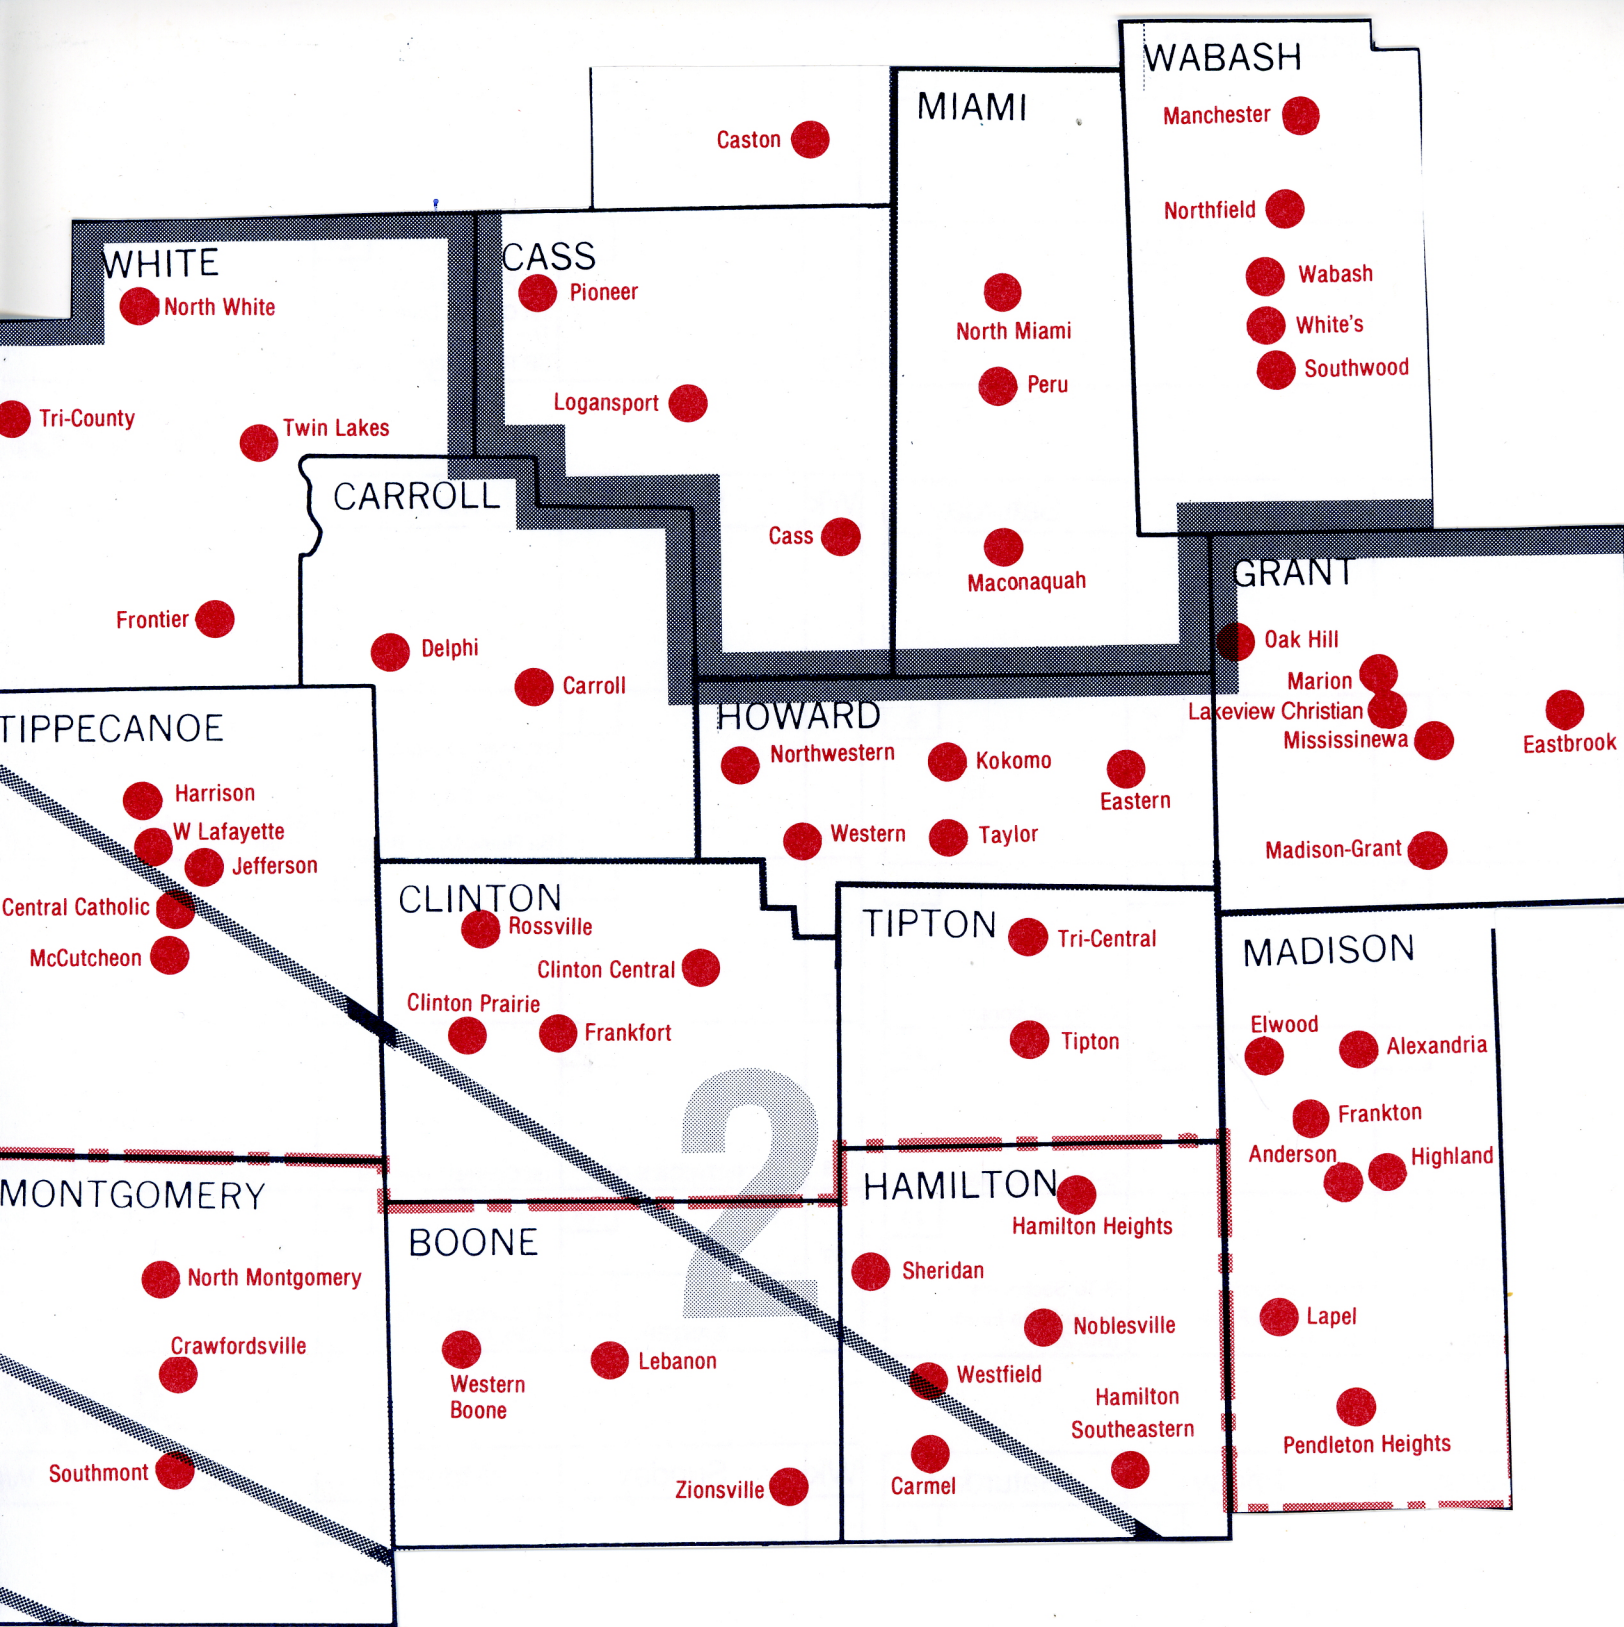 WABASH
Manchester
Northfield
Wabash
White's
Southwood
MIAMI
North Miami
Peru
Maconaquah
Caston
CASS
Pioneer
Logansport
Cass
WHITE
North White
Tri-County
Twin Lakes
Frontier
CARROLL
Delphi
Carroll
GRANT
Oak Hill
Marion
Lakeview Christian
Mississinewa
Eastbrook
Madison-Grant
HOWARD
Northwestern
Kokomo
Eastern
Western
Taylor
TIPPECANOE
Harrison
W Lafayette
Jefferson
Central Catholic
McCutcheon
CLINTON
Rossville
Clinton Central
Clinton Prairie
Frankfort
TIPTON
Tri-Central
Tipton
MADISON
Elwood
Alexandria
Frankton
Anderson
Highland
Lapel
Pendleton Heights
2
MONTGOMERY
North Montgomery
Crawfordsville
Southmont
BOONE
Western
Boone
Lebanon
Zionsville
HAMILTON
Hamilton Heights
Sheridan
Noblesville
Westfield
Hamilton
Southeastern
Carmel